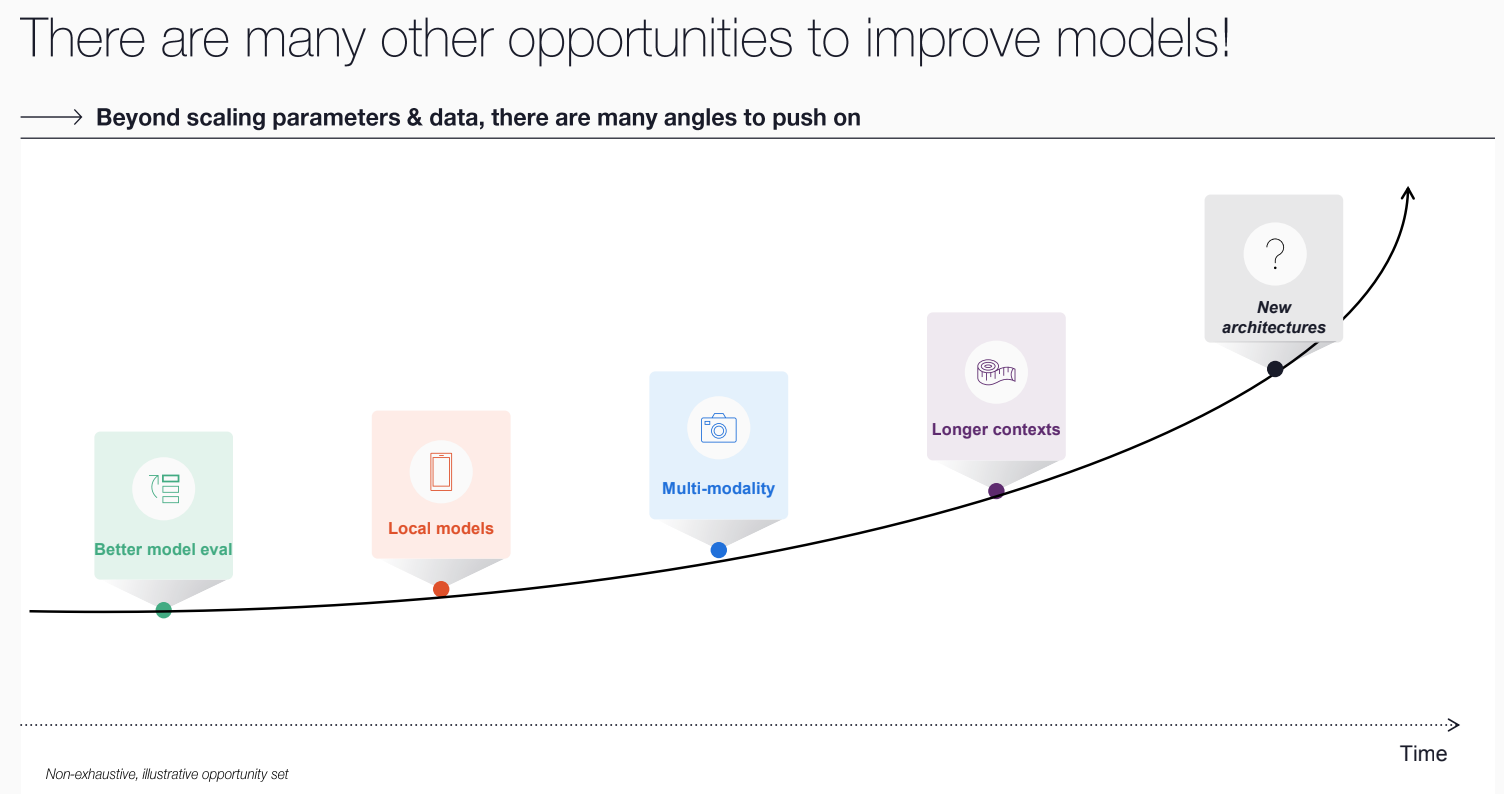 There are many other opportunities to improve models!
Beyond scaling parameters & data, there are many angles to push on
Better model eval
Local models
Multi-modality
Longer contexts
?
New
architectures
Time
Non-exhaustive, illustrative opportunity set